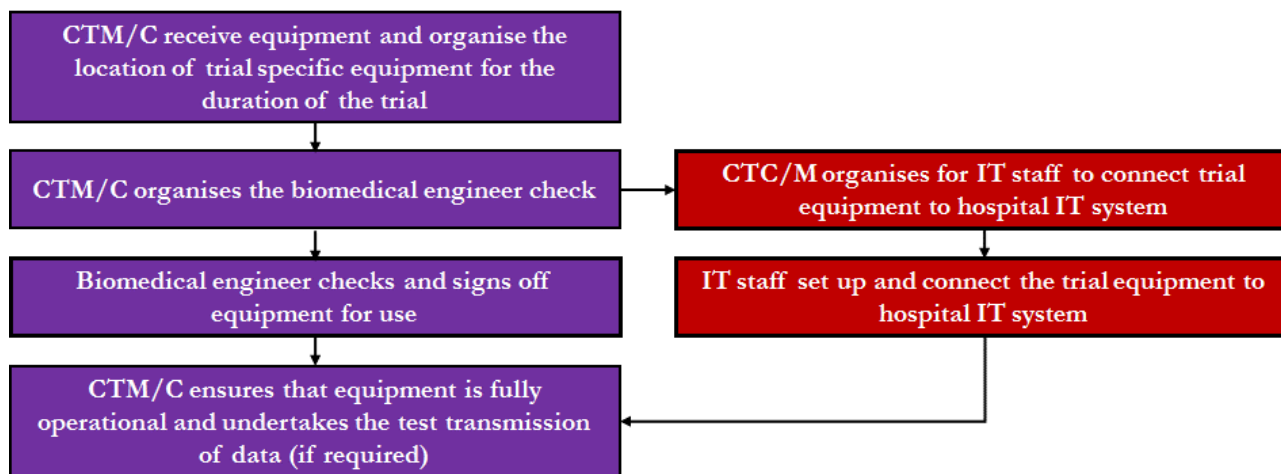 CTM/C receive equipment and organise the
location of trial specific equipment for the
duration of the trial
CTM/C organises the biomedical engineer check
CTC/M organises for IT staff to connect trial
equipment to hospital IT system
Biomedical engineer checks and signs off
equipment for use
IT staff set up and connect the trial equipment to
hospital IT system
CTM/C ensures that equipment is fully
operational and undertakes the test transmission
of data (if required)